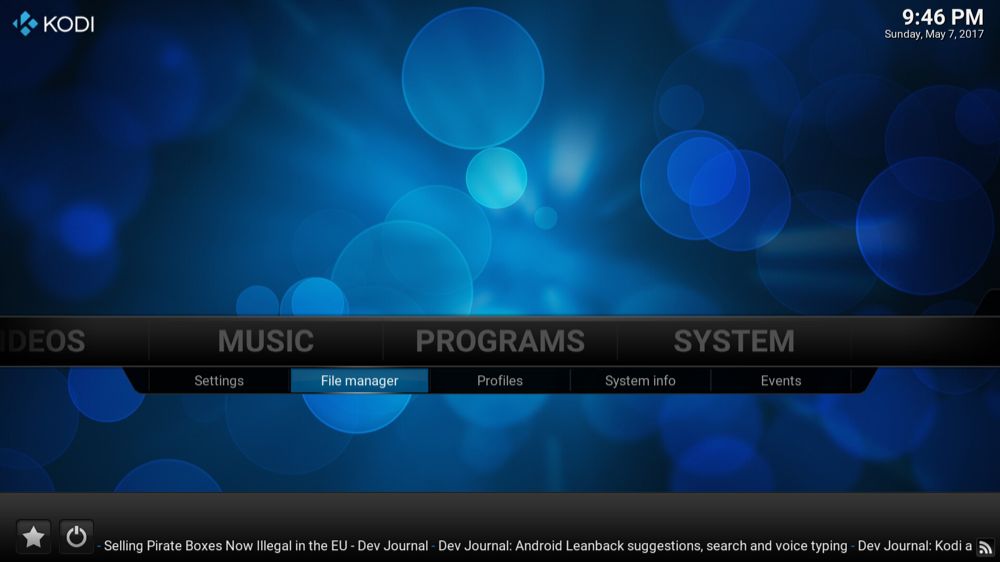 KODI
9:46 PM
Sunday, May 7, 2017
IDEOS MUSIC PROGRAMS SYSTEM
Settings File manager Profiles System info Events
- Selling Pirate Boxes Now Illegal in the EU - Dev Journal - Dev Journal: Android Leanback suggestions, search and voice typing - Dev Journal: Kodi a